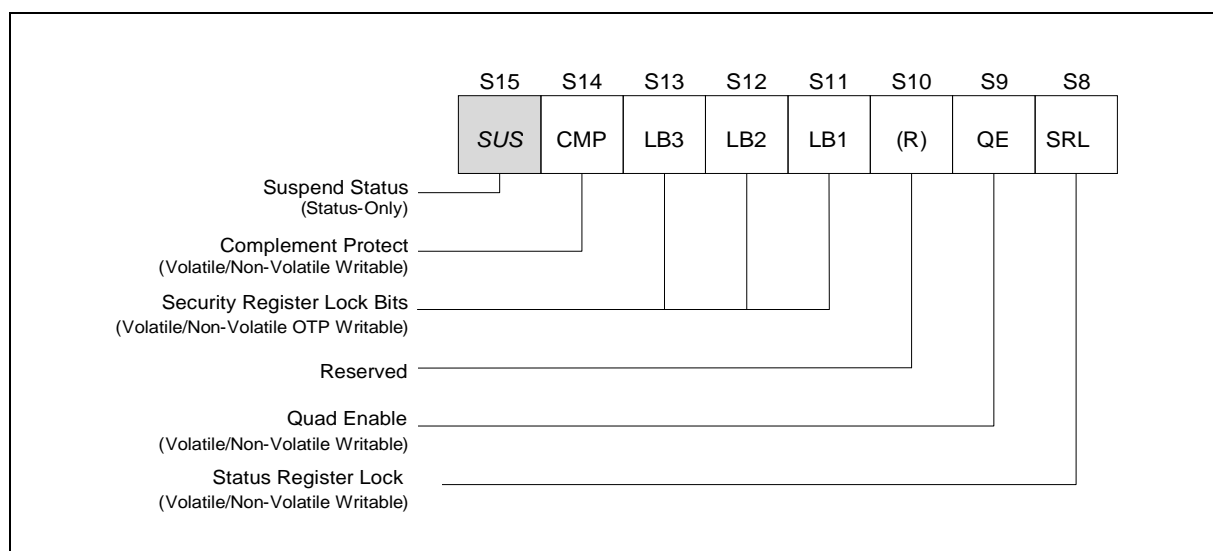 S15 S14 S13 S12 S11 S10 S9 S8
SUS CMP LB3 LB2 LB1 (R) QE SRL
Suspend Status
(Status-Only)
Complement Protect
(Volatile/Non-Volatile Writable)
Security Register Lock Bits
(Volatile/Non-Volatile OTP Writable)
Reserved
Quad Enable
(Volatile/Non-Volatile Writable)
Status Register Lock
(Volatile/Non-Volatile Writable)